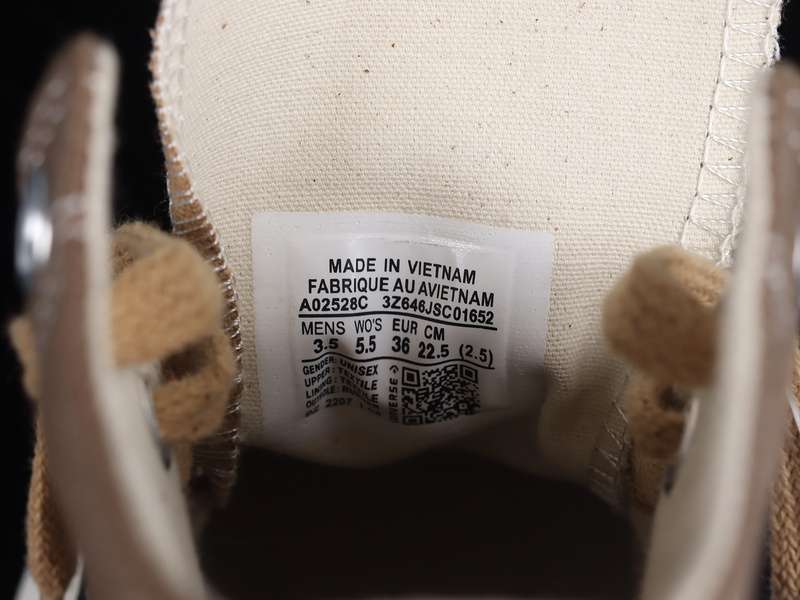 MADE IN VIETNAM
FABRIQUE AU AVIETNAM
A02528C 3Z646JSC01652
MENS WO'S EUR CM
3.5 5.5 36 22.5 (2.5)
GENDER: UNISEX
UPPER: TEXTILE
LINING: TEXTILE
2207